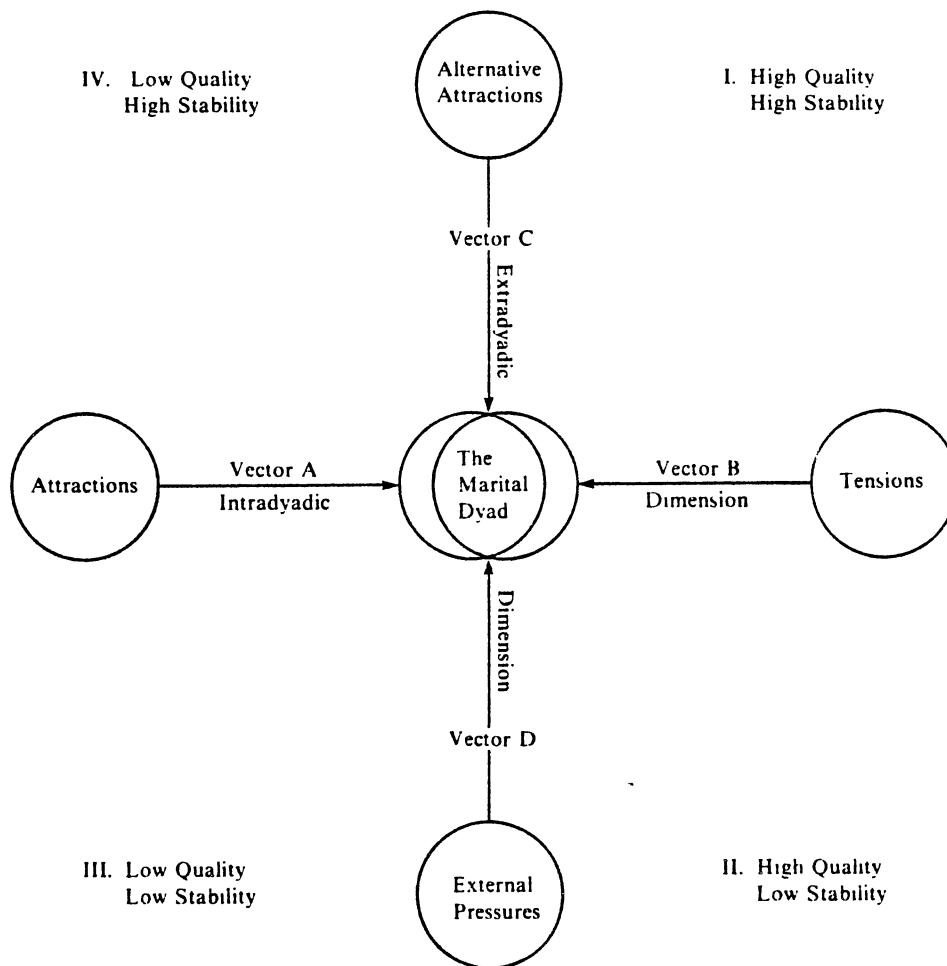 IV. Low Quality
High Stability
Alternative
Attractions
I. High Quality
High Stability
Vector C
Extradyadic
Attractions
Vector A
Intradyadic
The
Marital
Dyad
Vector B
Dimension
Tensions
Dimension
Vector D
III. Low Quality
Low Stability
External
Pressures
II. High Quality
Low Stability